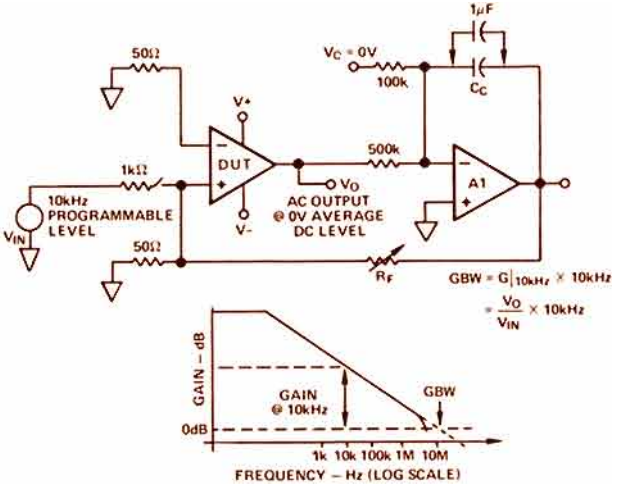 1µF
VC = 0V
100k
CC
50Ω
V+
−
DUT
+
V-
500k
−
A1
+
1kΩ
10kHz
PROGRAMMABLE
LEVEL
VIN
VO
AC OUTPUT
@ 0V AVERAGE
DC LEVEL
50Ω
RF
GBW = G|10kHz × 10kHz
= VO/VIN × 10kHz
GAIN – dB
GAIN
@ 10kHz
GBW
0dB
1k 10k 100k 1M 10M
FREQUENCY – Hz (LOG SCALE)